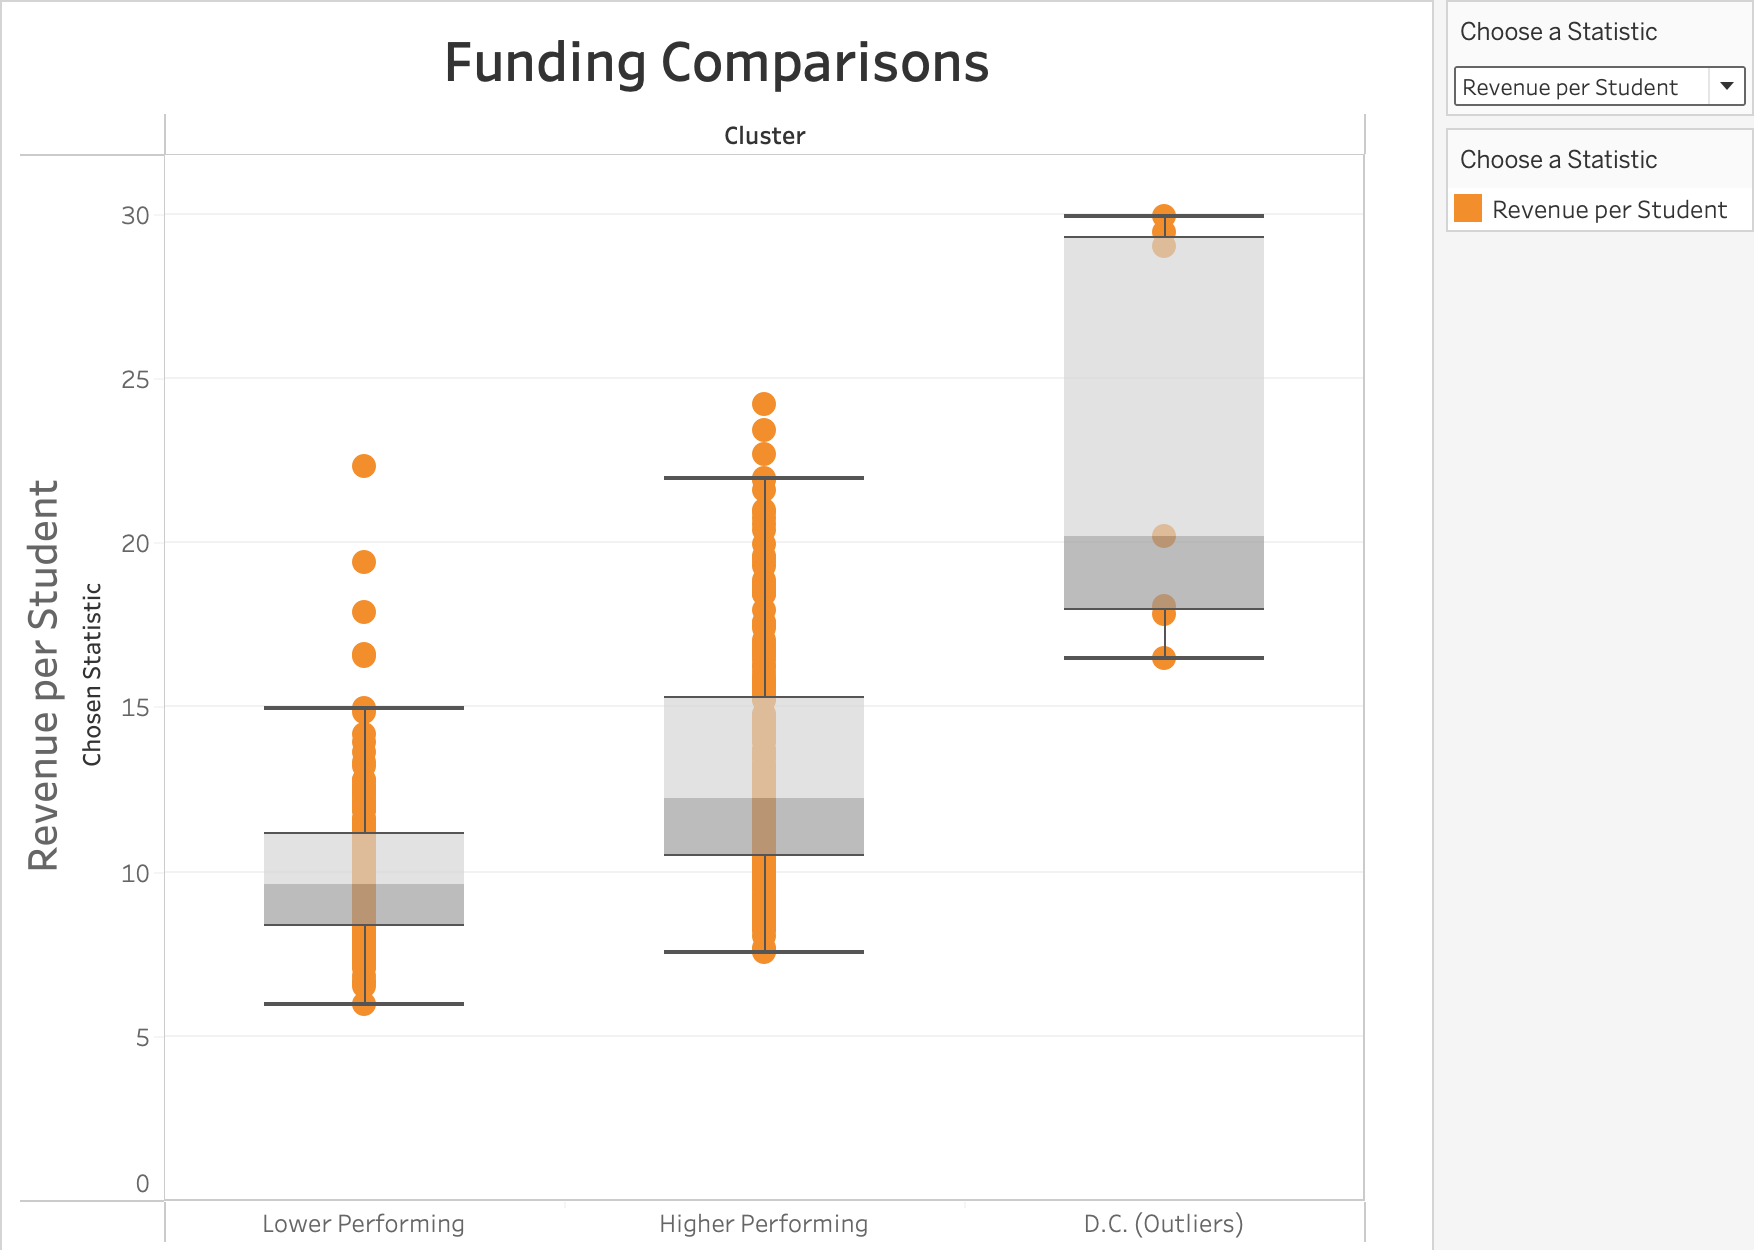 Funding Comparisons
Cluster
Revenue per Student
Chosen Statistic
30
25
20
15
10
5
0
Lower Performing
Higher Performing
D.C. (Outliers)
Choose a Statistic
Revenue per Student
Choose a Statistic
Revenue per Student